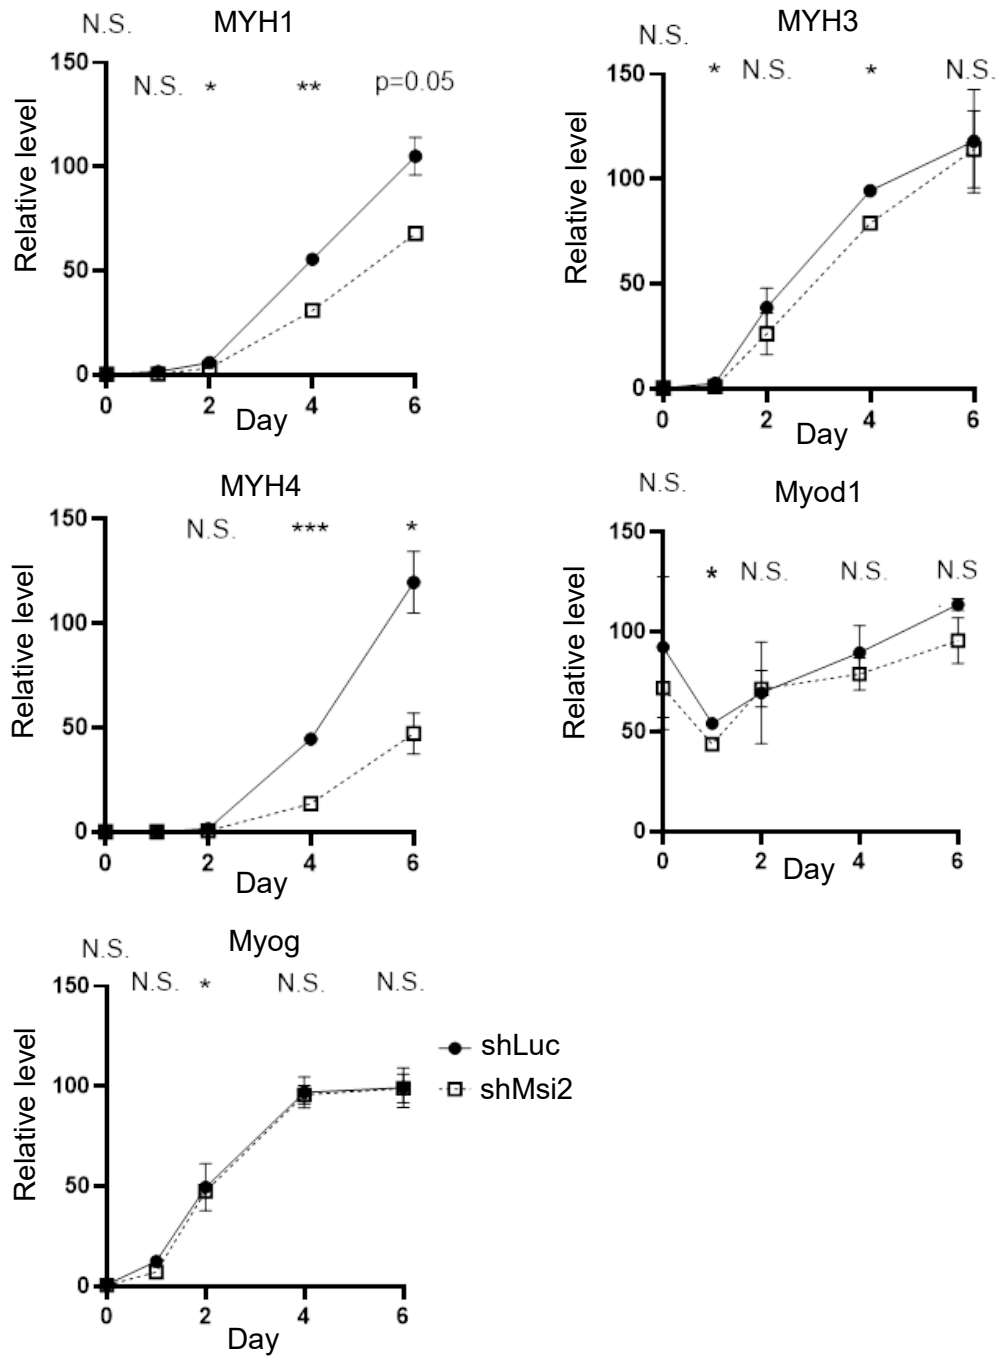 N.S. MYH1
N.S. * ** p=0.05
150
100
50
0
Relative level
0 2 4 6
Day
MYH3
N.S.
* N.S. * N.S.
150
100
50
0
Relative level
0 2 4 6
Day
MYH4
N.S. *** *
150
100
50
0
Relative level
0 2 4 6
Day
N.S.
Myod1
* N.S. N.S. N.S
150
100
50
0
Relative level
0 2 4 6
Day
N.S. Myog
N.S. * N.S. N.S.
150
100
50
0
Relative level
0 2 4 6
Day
shLuc
shMsi2